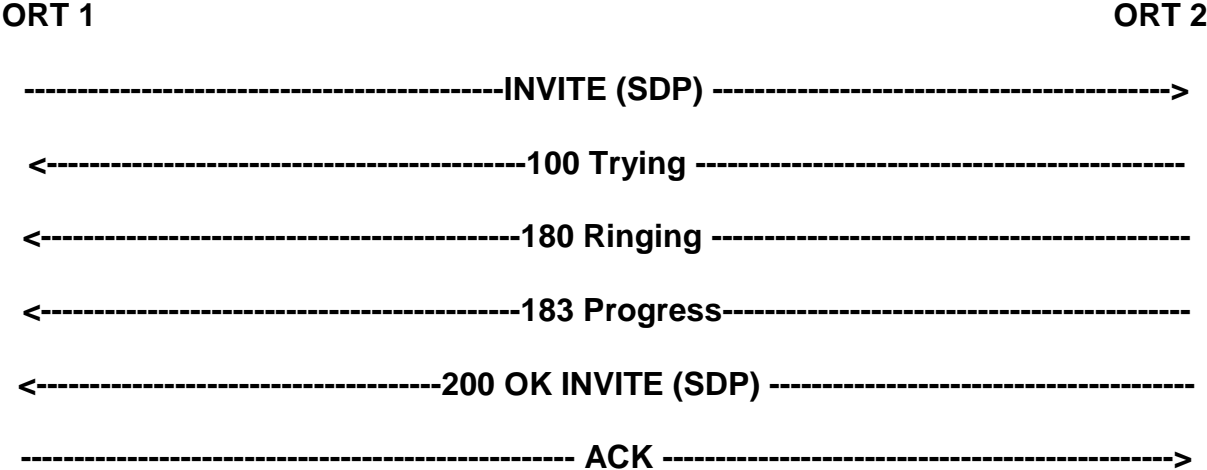 ORT 1 ORT 2
---------------------------------------------INVITE (SDP) ------------------------------------------->
<---------------------------------------------100 Trying ----------------------------------------------
<---------------------------------------------180 Ringing ---------------------------------------------
<---------------------------------------------183 Progress--------------------------------------------
<--------------------------------------200 OK INVITE (SDP) ----------------------------------------
---------------------------------------------------- ACK ------------------------------------------------>